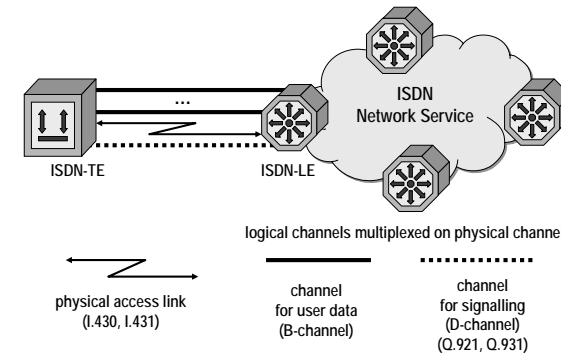 ISDN
Network Service
...
ISDN-TE
ISDN-LE
logical channels multiplexed on physical channe
physical access link
(I.430, I.431)
channel
for user data
(B-channel)
channel
for signalling
(D-channel)
(Q.921, Q.931)